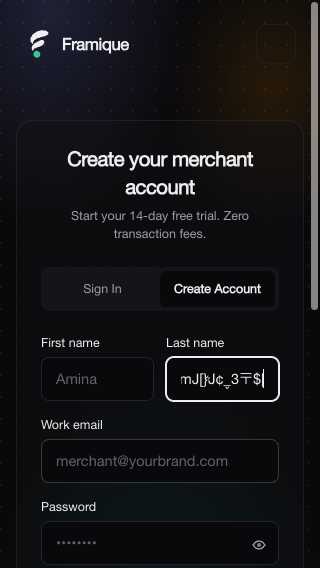 Framique
Create your merchant
account
Start your 14-day free trial. Zero
transaction fees.
Sign In
Create Account
First name
Last name
Amina
Work email
merchant@yourbrand.com
Password
••••••••